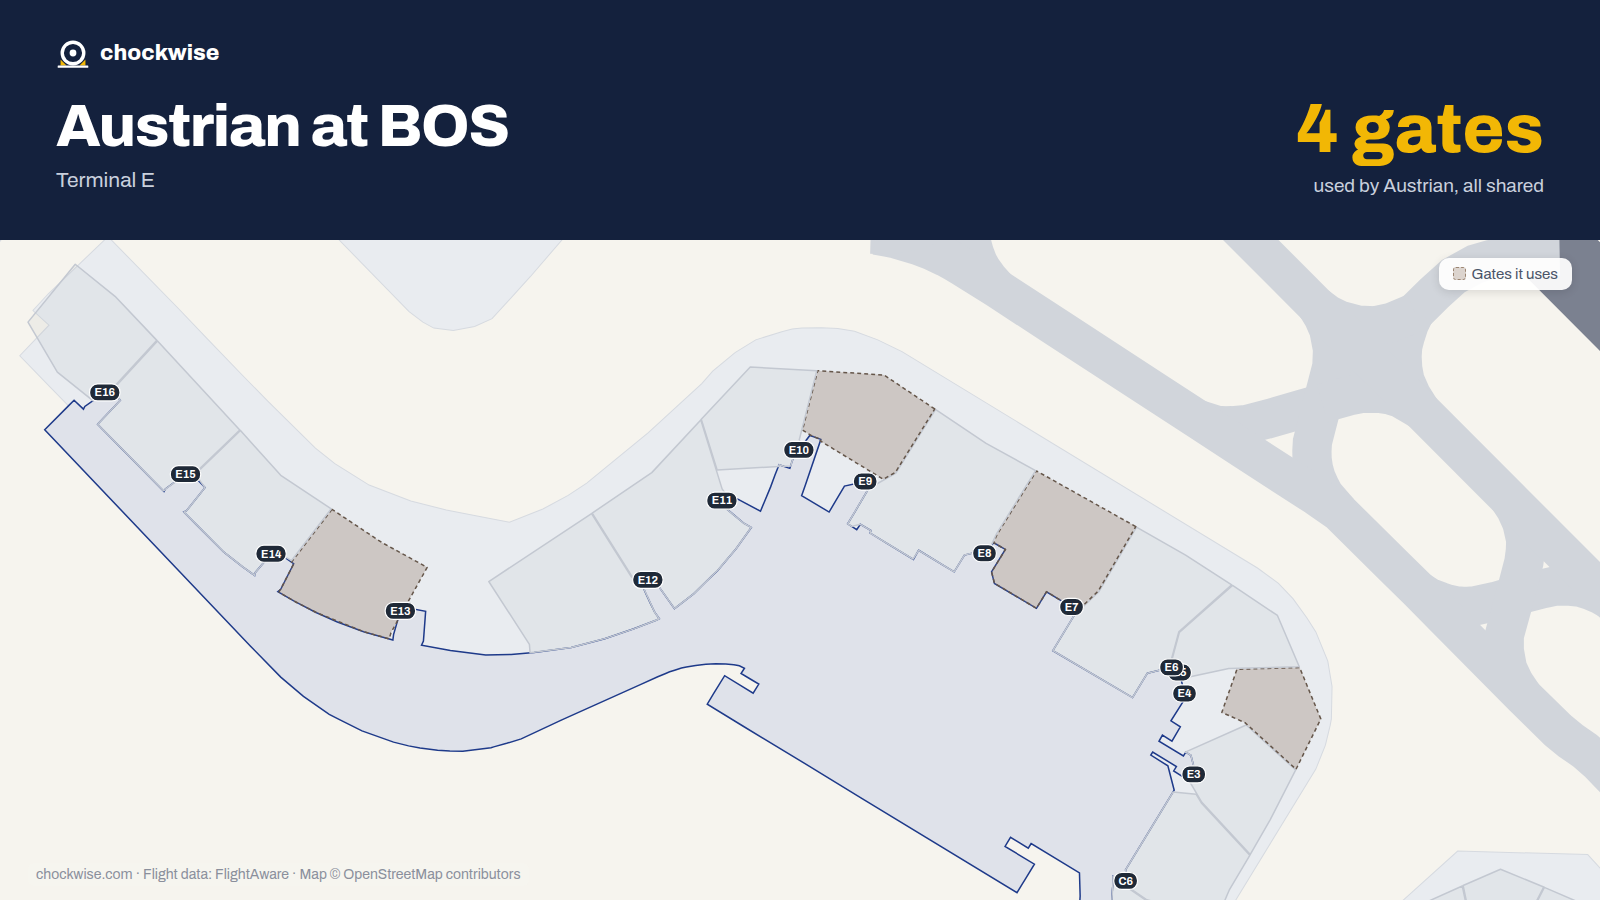 chockwise
Austrian at BOS
Terminal E
4 gates
used by Austrian, all shared
Gates it uses
E16
E15
E14
E13
E12
E11
E10
E9
E8
E7
E6
E4
E3
C6
chockwise.com · Flight data: FlightAware · Map © OpenStreetMap contributors